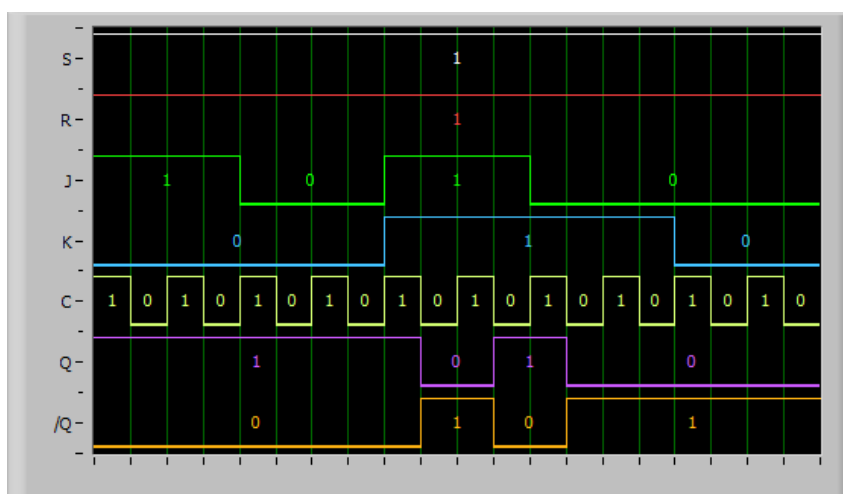 S- 1
R- 1
J- 1 0 1 0
K- 0 1 0
C- 1 0 1 0 1 0 1 0 1 0 1 0 1 0 1 0 1 0 1 0
Q- 1 0 1 0
/Q- 0 1 0 1